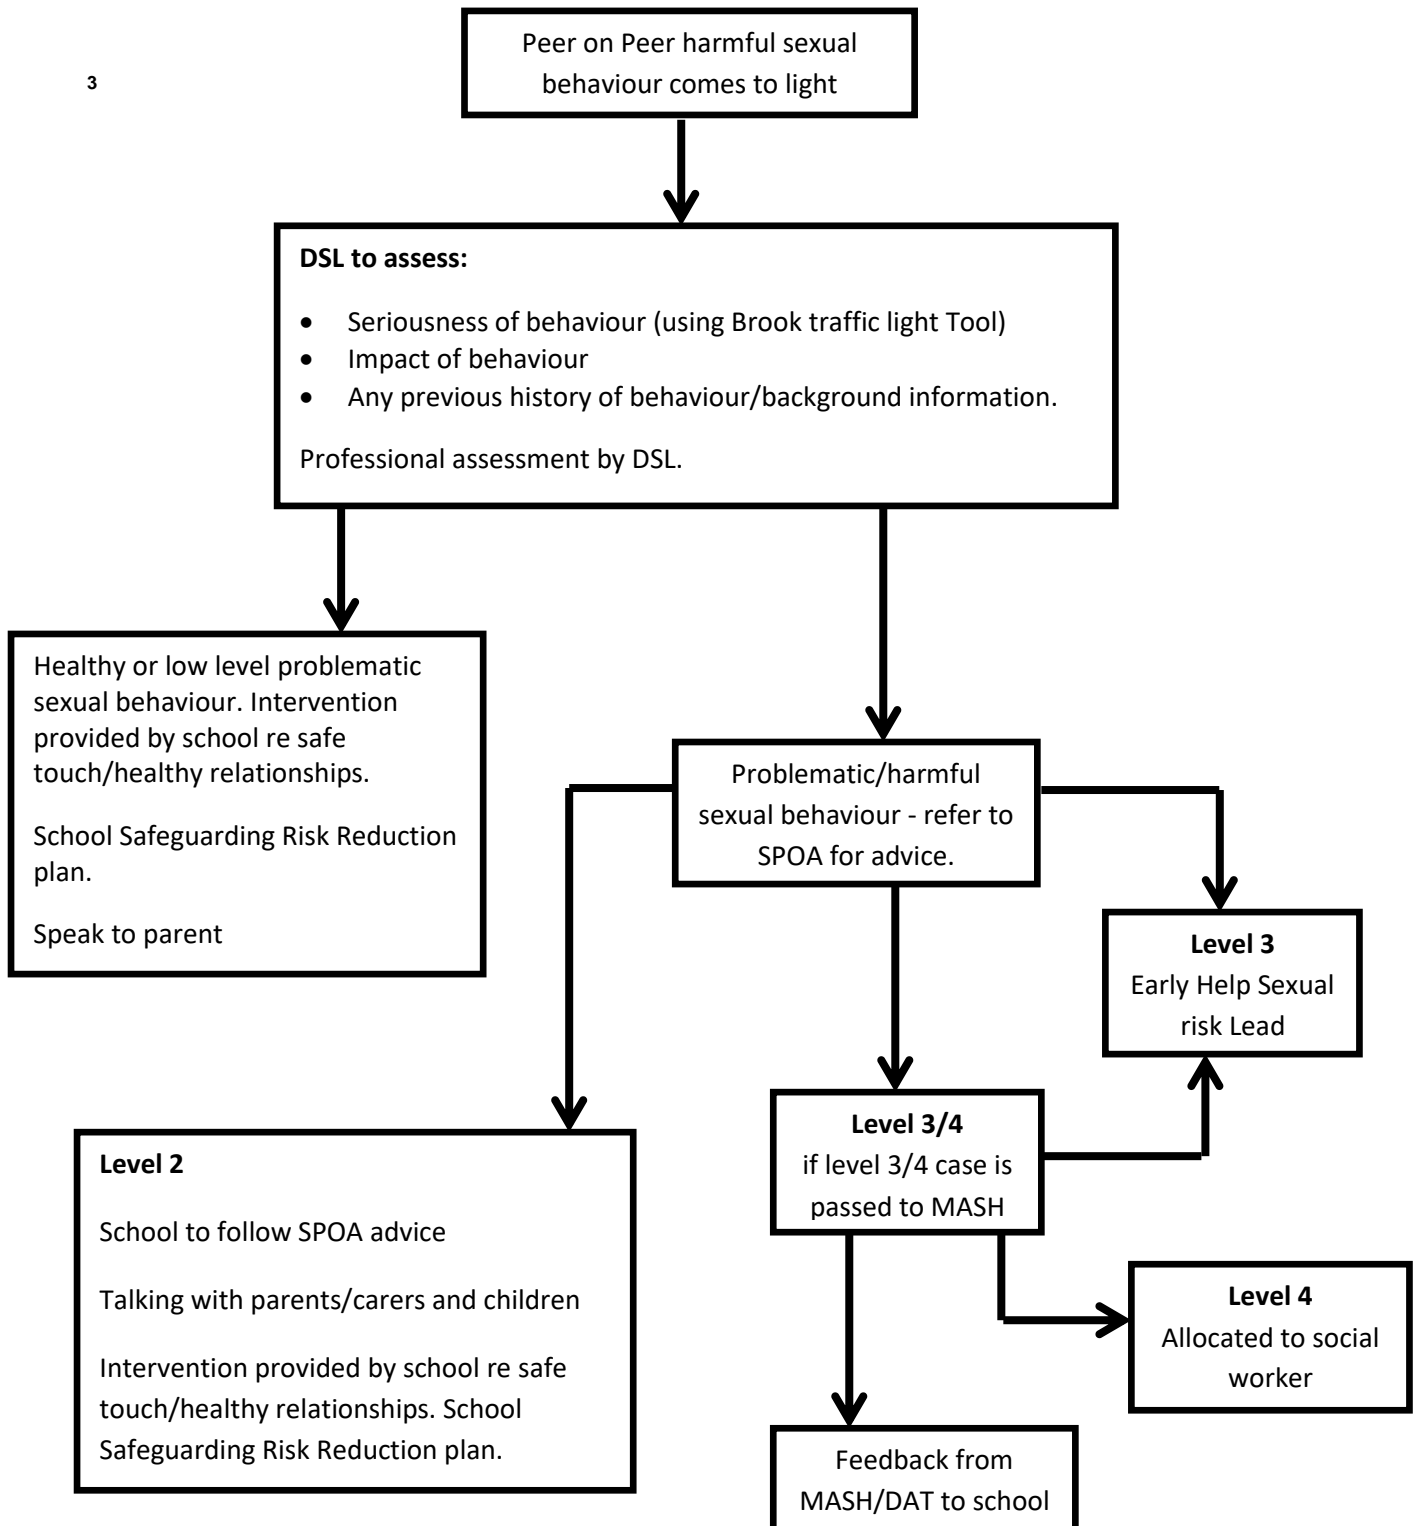 Peer on Peer harmful sexual
behaviour comes to light
3
DSL to assess:
• Seriousness of behaviour (using Brook traffic light Tool)
• Impact of behaviour
• Any previous history of behaviour/background information.
Professional assessment by DSL.
Healthy or low level problematic
sexual behaviour. Intervention
provided by school re safe
touch/healthy relationships.
School Safeguarding Risk Reduction
plan.
Speak to parent
Problematic/harmful
sexual behaviour - refer to
SPOA for advice.
Level 3
Early Help Sexual
risk Lead
Level 3/4
if level 3/4 case is
passed to MASH
Level 2
School to follow SPOA advice
Talking with parents/carers and children
Intervention provided by school re safe
touch/healthy relationships. School
Safeguarding Risk Reduction plan.
Level 4
Allocated to social
worker
Feedback from
MASH/DAT to school